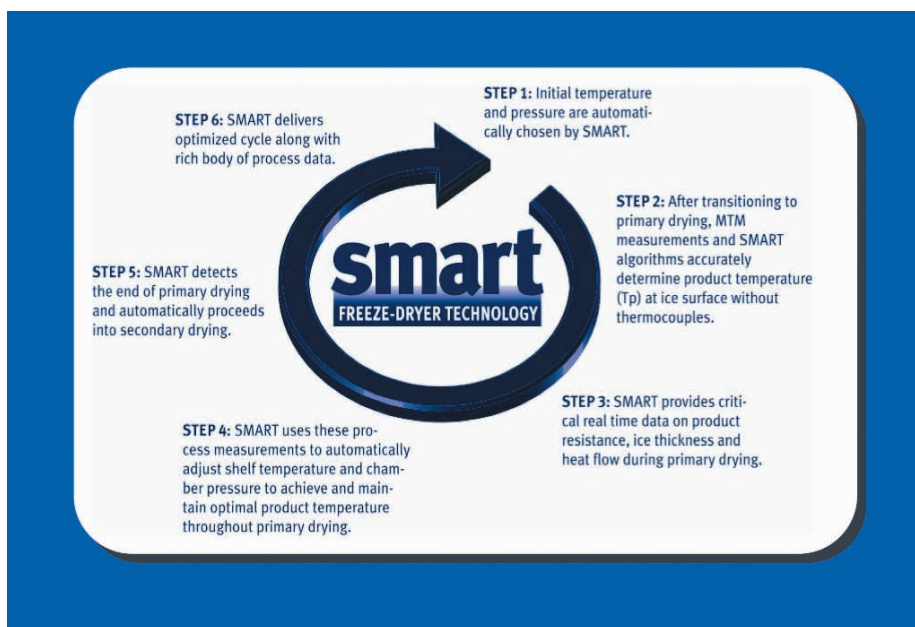 STEP 1: Initial temperature
and pressure are automati-
cally chosen by SMART.
STEP 2: After transitioning to
primary drying, MTM
measurements and SMART
algorithms accurately
determine product temperature
(Tp) at ice surface without
thermocouples.
STEP 3: SMART provides criti-
cal real time data on product
resistance, ice thickness and
heat flow during primary drying.
STEP 4: SMART uses these pro-
cess measurements to automatically
adjust shelf temperature and cham-
ber pressure to achieve and main-
tain optimal product temperature
throughout primary drying.
STEP 5: SMART detects
the end of primary drying
and automatically proceeds
into secondary drying.
STEP 6: SMART delivers
optimized cycle along with
rich body of process data.
smart
FREEZE-DRYER TECHNOLOGY